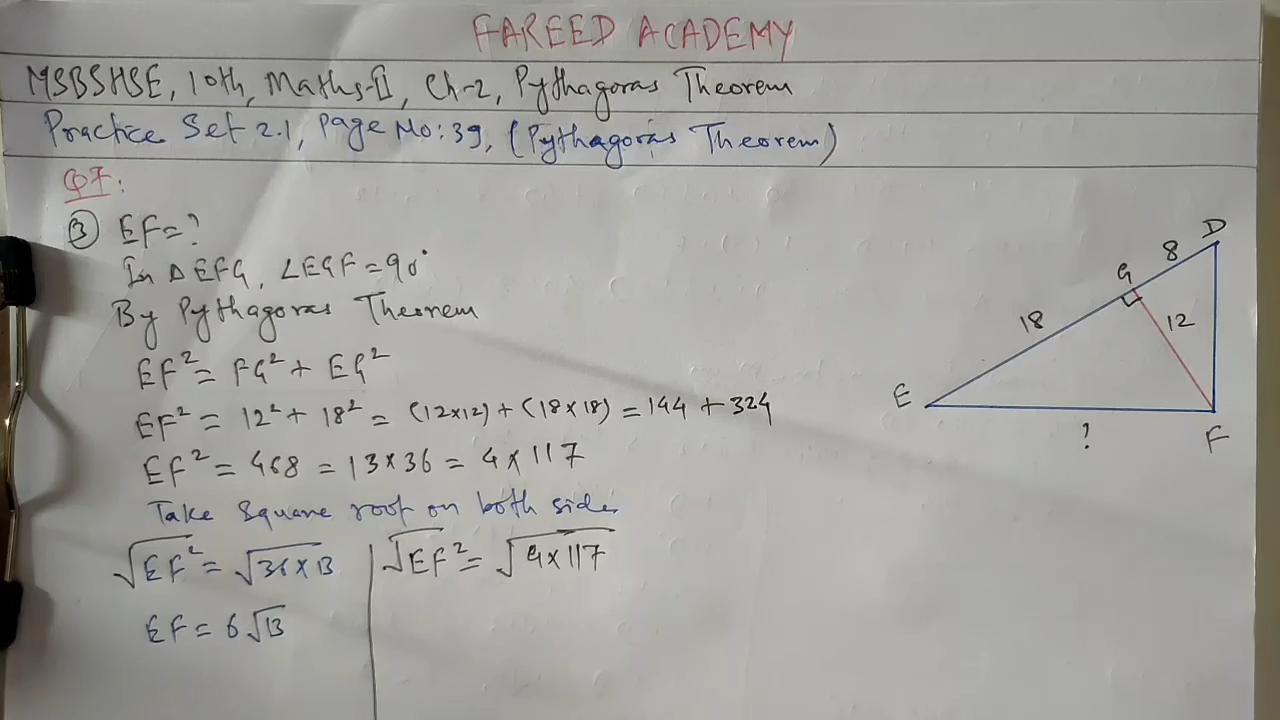 FAREED ACADEMY
MSBSHSE, 10th, Maths-II, Ch-2, Pythagoras Theorem
Practice Set 2.1, Page No: 39, (Pythagoras Theorem)
Q7:
③ EF=?
In △EFG, ∠EGF=90°
By Pythagoras Theorem
EF² = FG² + EG²
EF² = 12² + 18² = (12×12) + (18×18) = 144 + 324
EF² = 468 = 13×36 = 4×117
Take square root on both sides
√EF² = √36×13 | √EF² = √4×117
EF = 6√13
D
8
G
18
12
E
?
F